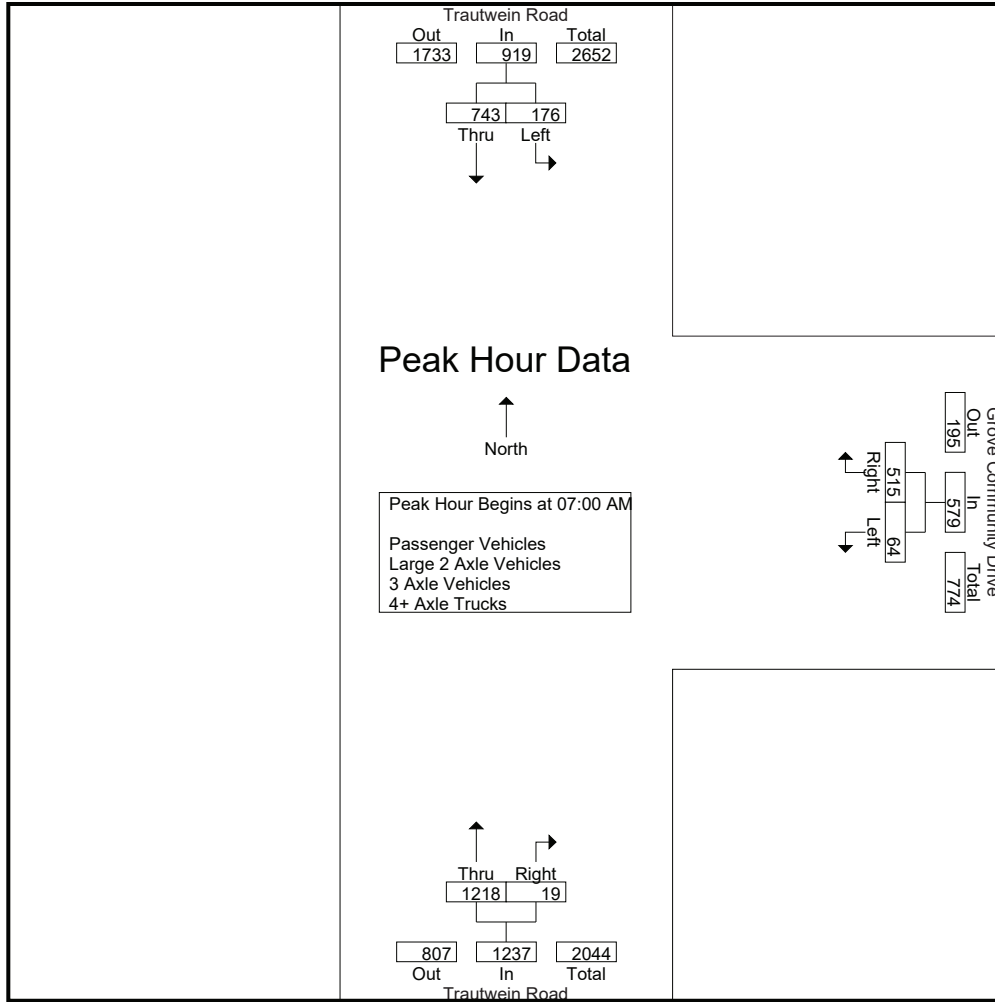 Trautwein Road
Out In Total
1733 919 2652
743 176
Thru Left
Peak Hour Data
North
Peak Hour Begins at 07:00 AM
Passenger Vehicles
Large 2 Axle Vehicles
3 Axle Vehicles
4+ Axle Trucks
Grove Community Drive
Out In Total
195 579 774
515 64
Right Left
Thru Right
1218 19
807 1237 2044
Out In Total
Trautwein Road